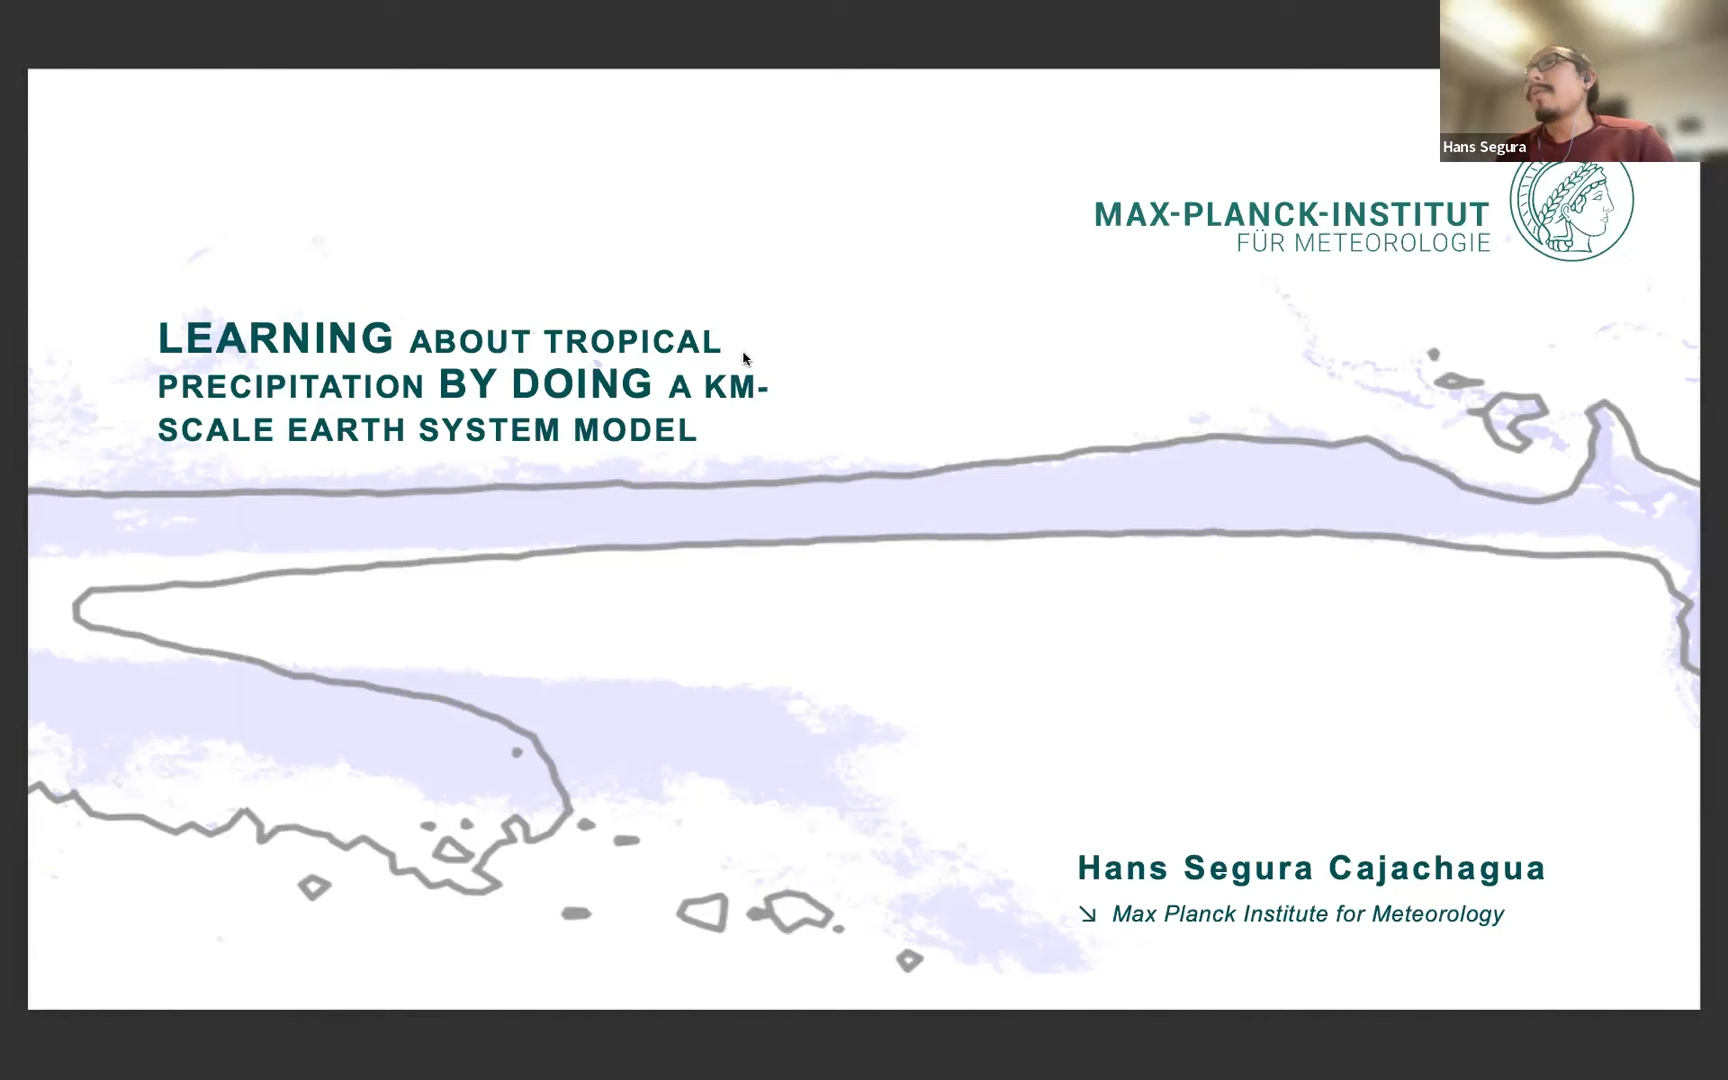 Hans Segura
MAX-PLANCK-INSTITUT
FÜR METEOROLOGIE
LEARNING ABOUT TROPICAL
PRECIPITATION BY DOING A KM-
SCALE EARTH SYSTEM MODEL
Hans Segura Cajachagua
↘ Max Planck Institute for Meteorology